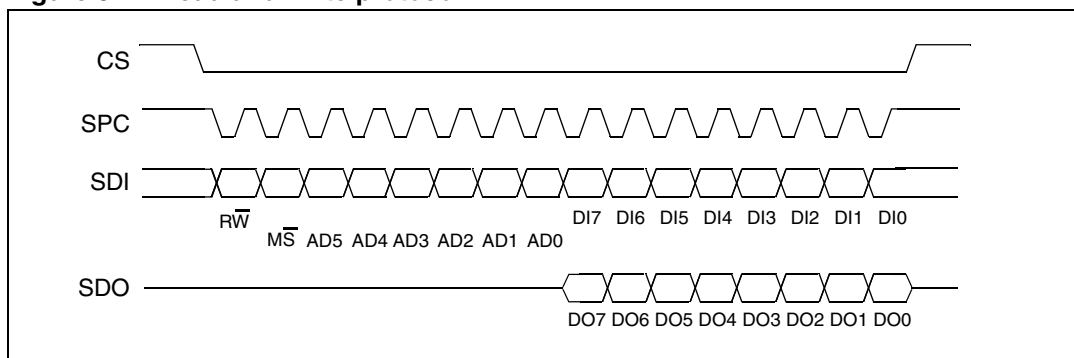 CS
SPC
SDI
DI7 DI6 DI5 DI4 DI3 DI2 DI1 DI0
RW̅
MS̅ AD5 AD4 AD3 AD2 AD1 AD0
SDO
DO7 DO6 DO5 DO4 DO3 DO2 DO1 DO0